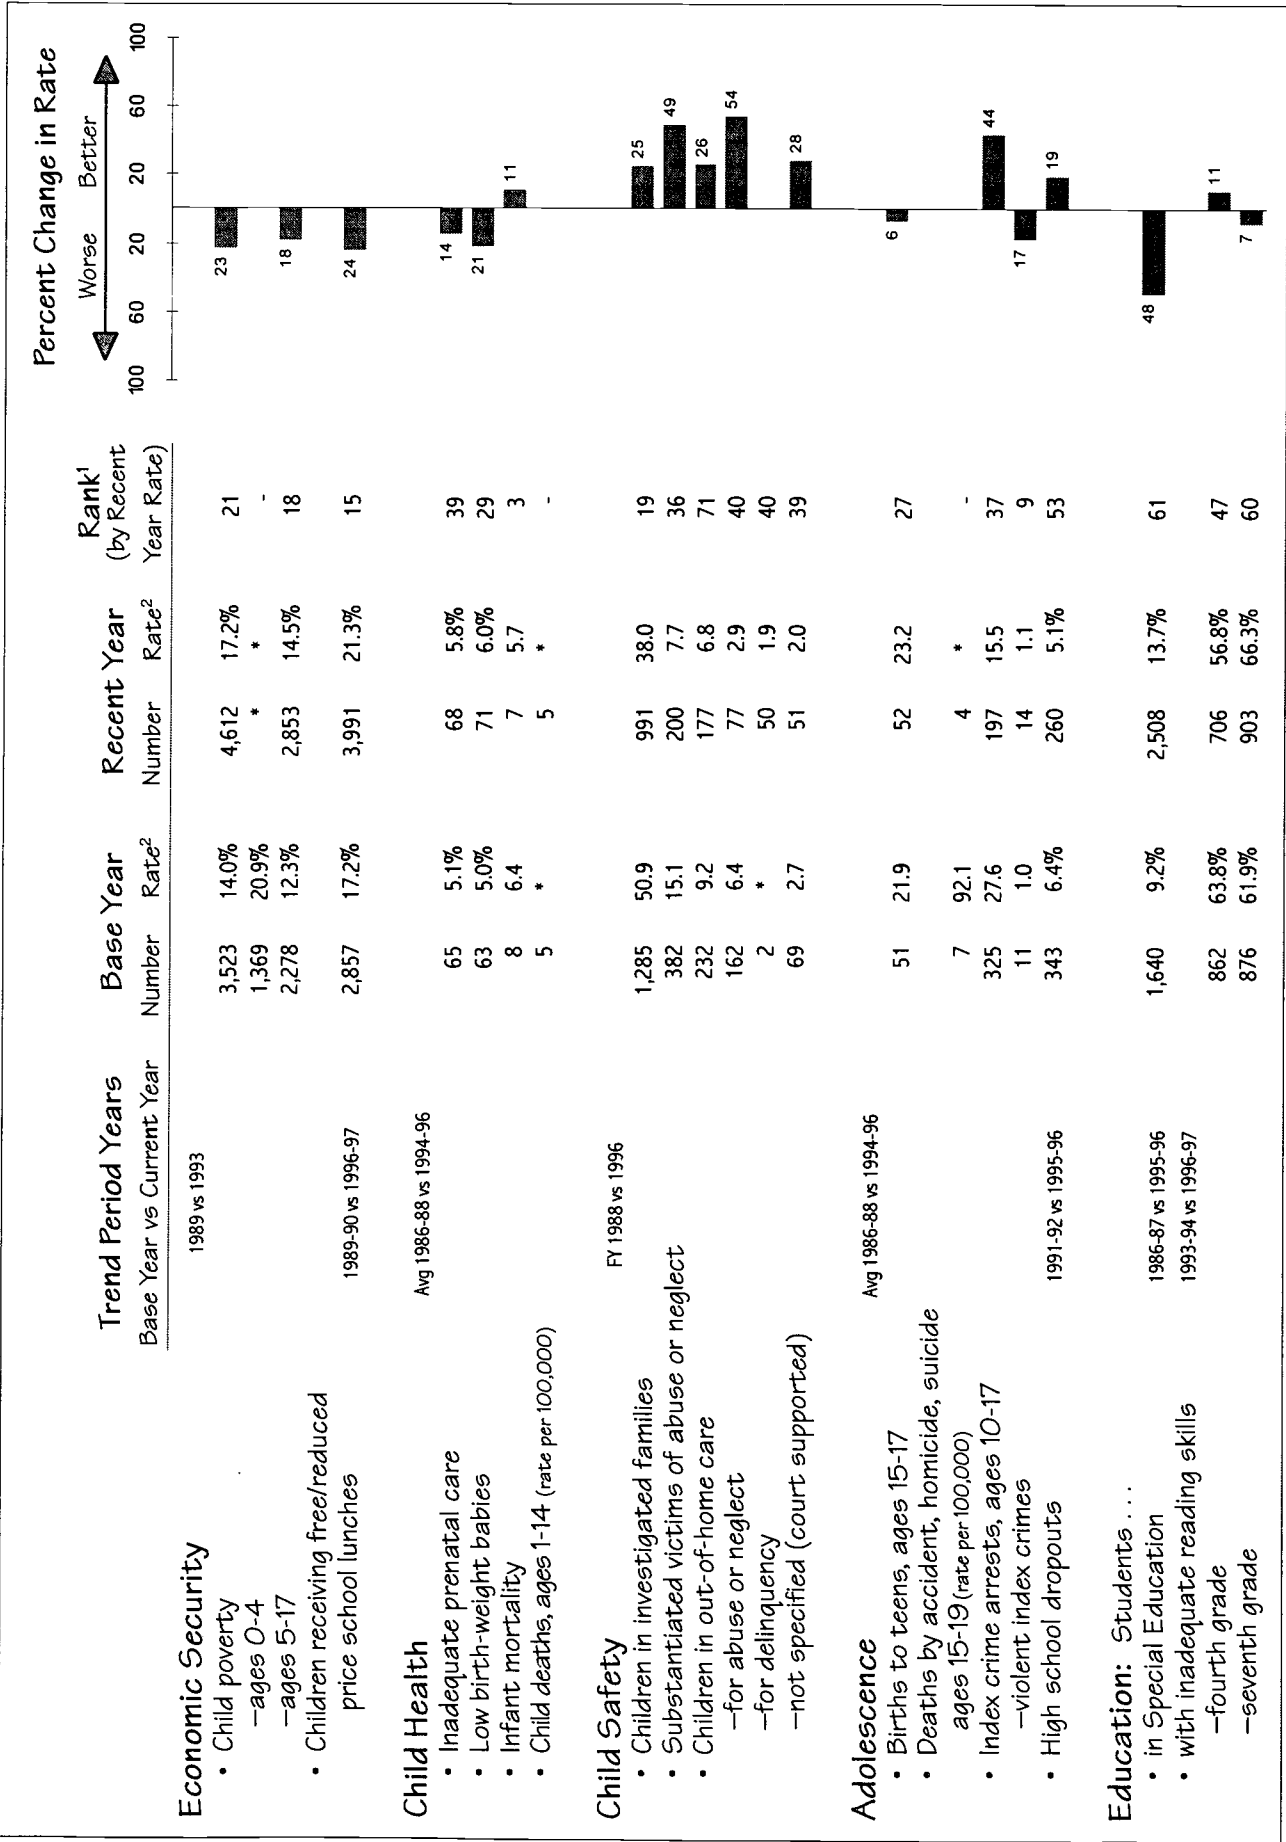 Percent Change in Rate
Worse Better
100 60 20 20 60 100
Trend Period Years Base Year Recent Year Rank¹
(by Recent
Base Year vs Current Year Number Rate² Number Rate² Year Rate)
Economic Security 1989 vs 1993
• Child poverty 3,523 14.0% 4,612 17.2% 21 23
–ages 0-4 1,369 20.9% * * -
–ages 5-17 2,278 12.3% 2,853 14.5% 18 18
• Children receiving free/reduced
price school lunches 1989-90 vs 1996-97 2,857 17.2% 3,991 21.3% 15 24
Child Health Avg 1986-88 vs 1994-96
• Inadequate prenatal care 65 5.1% 68 5.8% 39 14
• Low birth-weight babies 63 5.0% 71 6.0% 29 21
• Infant mortality 8 6.4 7 5.7 3 11
• Child deaths, ages 1-14 (rate per 100,000) 5 * 5 * -
Child Safety FY 1988 vs 1996
• Children in investigated families 1,285 50.9 991 38.0 19 25
• Substantiated victims of abuse or neglect 382 15.1 200 7.7 36 49
• Children in out-of-home care 232 9.2 177 6.8 71 26
–for abuse or neglect 162 6.4 77 2.9 40 54
–for delinquency 2 * 50 1.9 40
–not specified (court supported) 69 2.7 51 2.0 39 28
Adolescence Avg 1986-88 vs 1994-96
• Births to teens, ages 15-17 51 21.9 52 23.2 27 6
• Deaths by accident, homicide, suicide
ages 15-19 (rate per 100,000) 7 92.1 4 * -
• Index crime arrests, ages 10-17 325 27.6 197 15.5 37 44
–violent index crimes 11 1.0 14 1.1 9 17
• High school dropouts 1991-92 vs 1995-96 343 6.4% 260 5.1% 53 19
Education: Students . . . .
• in Special Education 1986-87 vs 1995-96 1,640 9.2% 2,508 13.7% 61 48
• with inadequate reading skills 1993-94 vs 1996-97
–fourth grade 862 63.8% 706 56.8% 47 11
–seventh grade 876 61.9% 903 66.3% 60 7